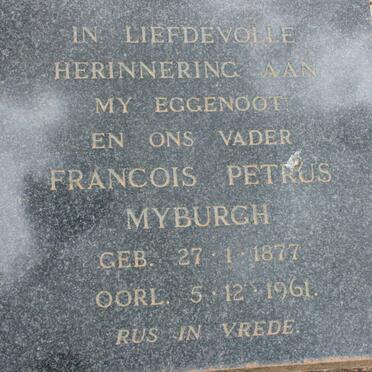 IN LIEFDEVOLLE
HERINNERING AAN
MY EGGENOOT
EN ONS VADER
FRANCOIS PETRUS
MYBURGH
GEB. 27·1·1877
OORL. 5·12·1961.
RUS IN VREDE.